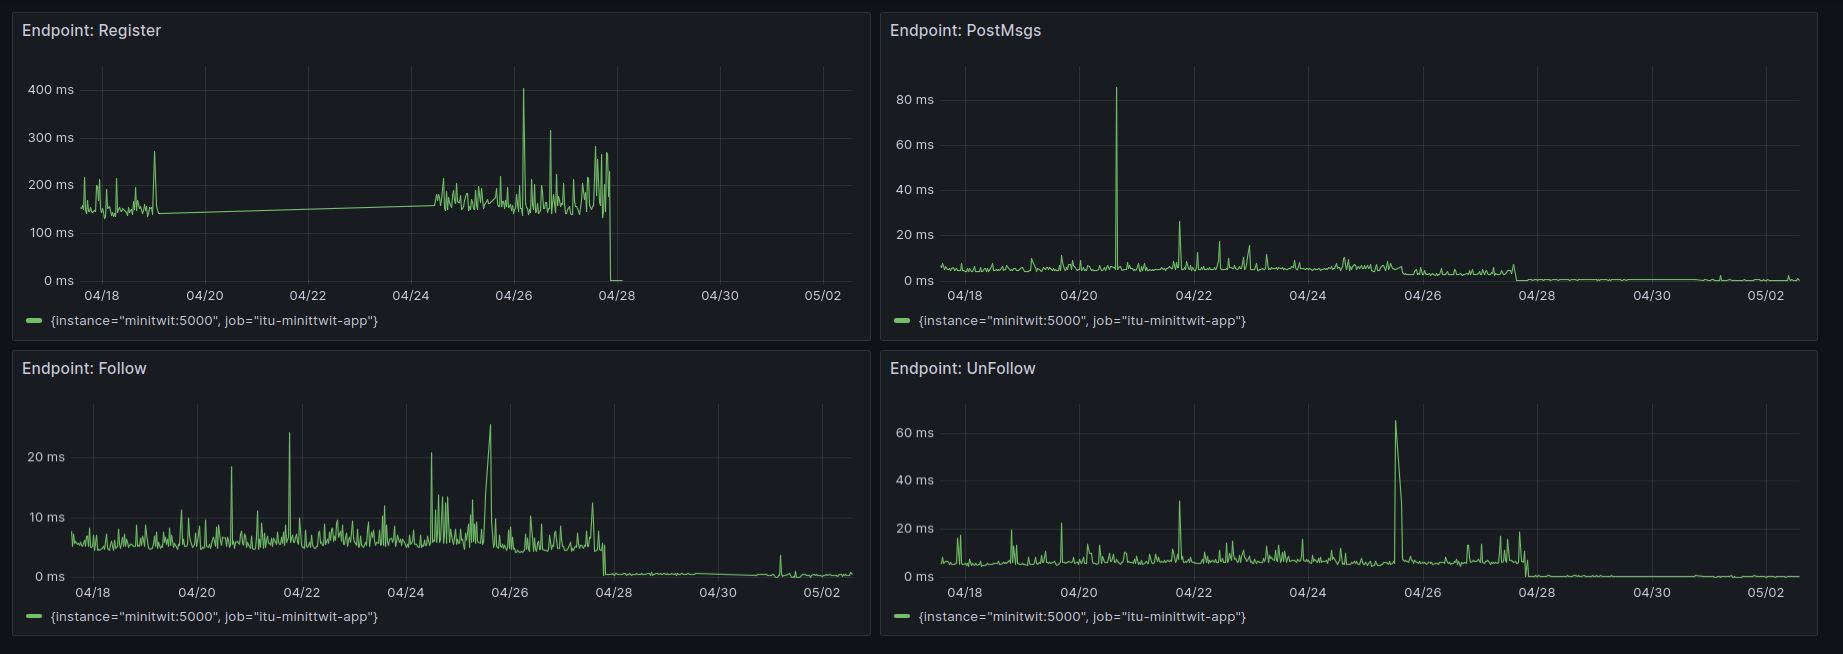 Endpoint: Register
400 ms
300 ms
200 ms
100 ms
0 ms
04/18 04/20 04/22 04/24 04/26 04/28 04/30 05/02
{instance="minitwit:5000", job="itu-minittwit-app"}
Endpoint: PostMsgs
80 ms
60 ms
40 ms
20 ms
0 ms
04/18 04/20 04/22 04/24 04/26 04/28 04/30 05/02
{instance="minitwit:5000", job="itu-minittwit-app"}
Endpoint: Follow
20 ms
10 ms
0 ms
04/18 04/20 04/22 04/24 04/26 04/28 04/30 05/02
{instance="minitwit:5000", job="itu-minittwit-app"}
Endpoint: UnFollow
60 ms
40 ms
20 ms
0 ms
04/18 04/20 04/22 04/24 04/26 04/28 04/30 05/02
{instance="minitwit:5000", job="itu-minittwit-app"}